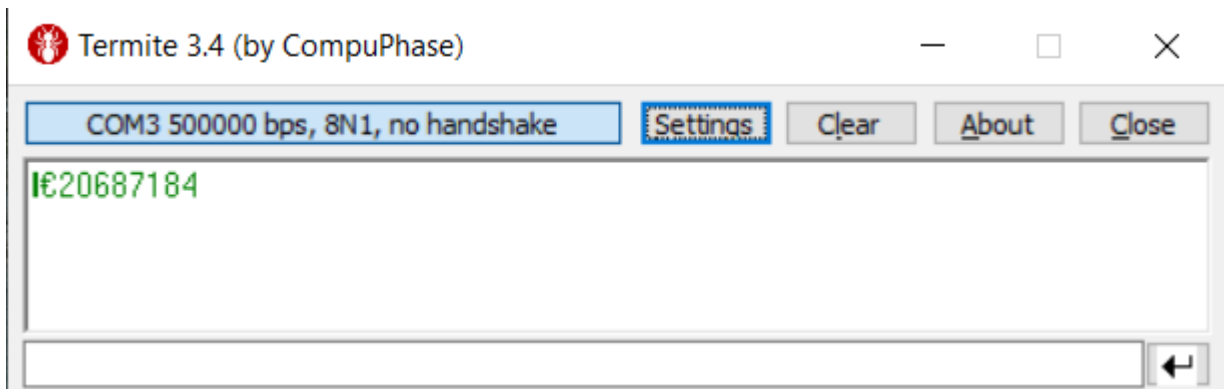 Termite 3.4 (by CompuPhase)
COM3 500000 bps, 8N1, no handshake Settings Clear About Close
I€20687184